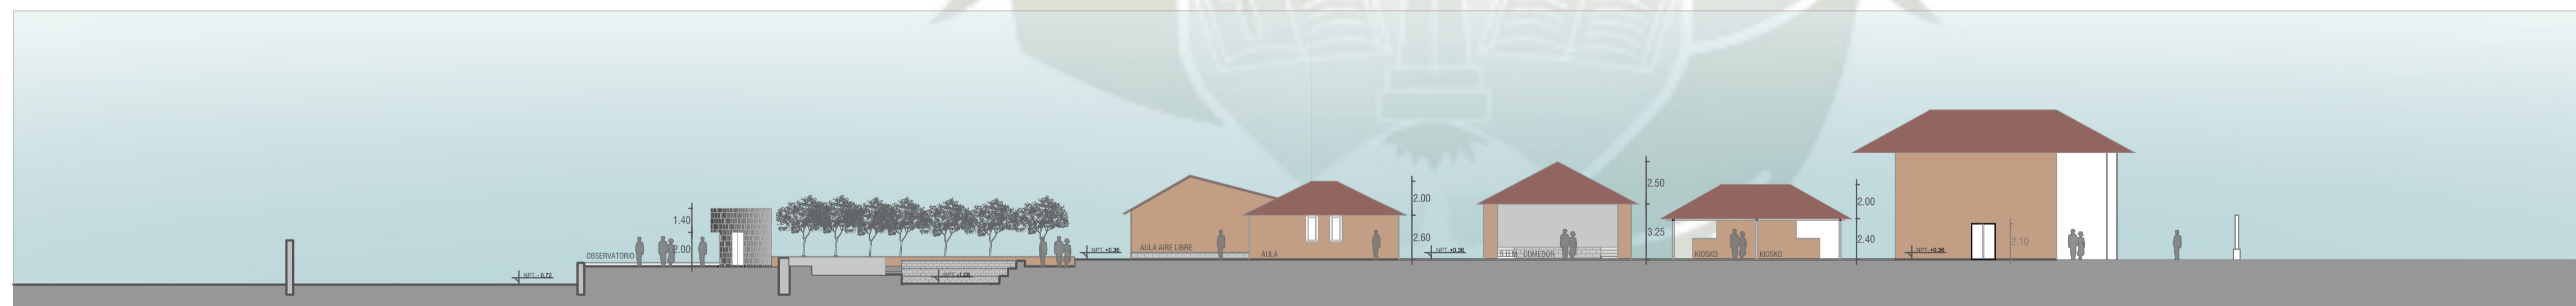 OBSERVATORIO
1.40
2.00
NPT. - 0.72
NPT. -1.08
NPT. +0.36
AULA AIRE LIBRE
AULA
2.00
2.60
NPT. +0.36
S.U.M. COMEDOR
2.50
3.25
KIOSKO
KIOSKO
2.00
2.40
NPT. +0.36
2.10